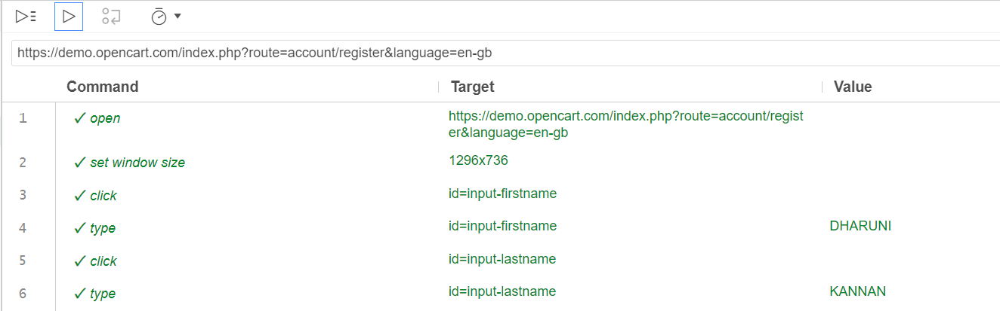 https://demo.opencart.com/index.php?route=account/register&language=en-gb
Command Target Value
1 ✓ open https://demo.opencart.com/index.php?route=account/regist
er&language=en-gb
2 ✓ set window size 1296x736
3 ✓ click id=input-firstname
4 ✓ type id=input-firstname DHARUNI
5 ✓ click id=input-lastname
6 ✓ type id=input-lastname KANNAN